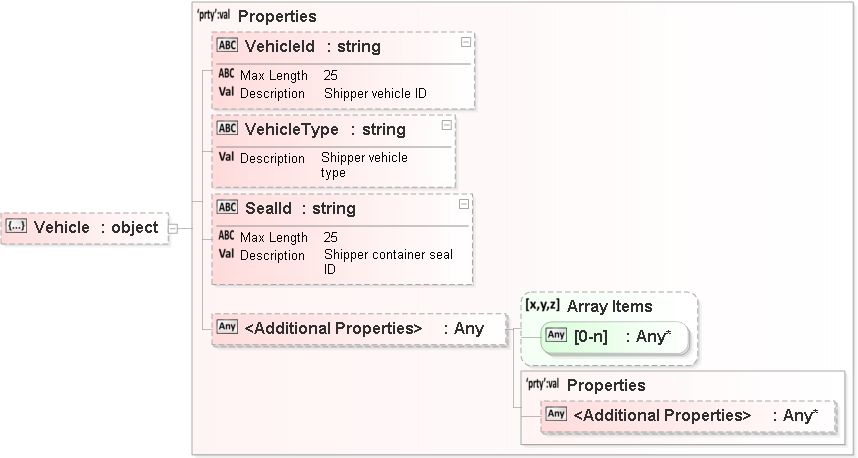 'prty':val Properties
ABC VehicleId : string
ABC Max Length 25
Val Description Shipper vehicle ID
ABC VehicleType : string
Val Description Shipper vehicle
type
{...} Vehicle : object
ABC SealId : string
ABC Max Length 25
Val Description Shipper container seal
ID
Any <Additional Properties> : Any
[x,y,z] Array Items
Any [0-n] : Any*
'prty':val Properties
Any <Additional Properties> : Any*